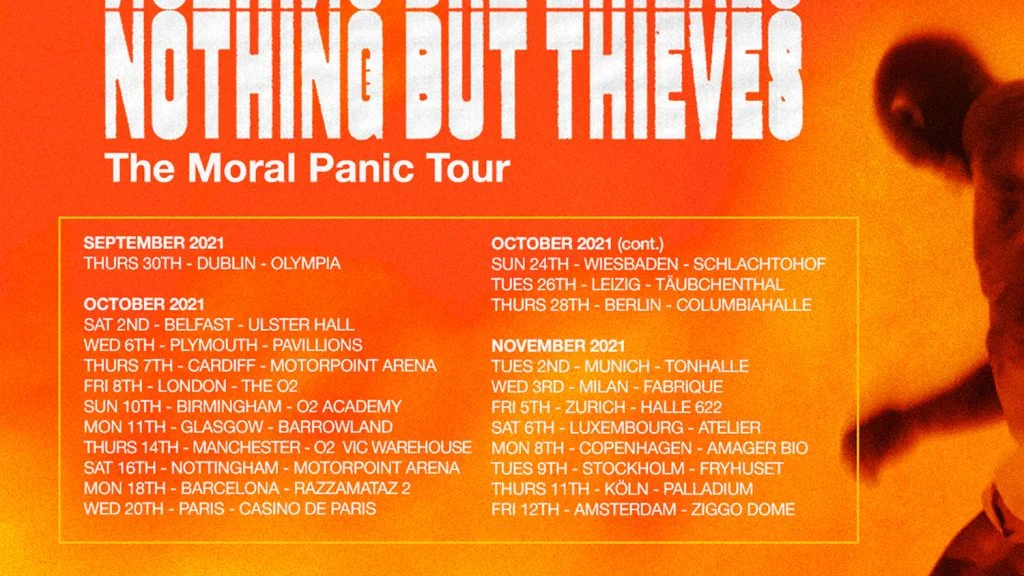 NOTHING BUT THIEVES
NOTHING BUT THIEVES
The Moral Panic Tour
SEPTEMBER 2021
THURS 30TH - DUBLIN - OLYMPIA
OCTOBER 2021
SAT 2ND - BELFAST - ULSTER HALL
WED 6TH - PLYMOUTH - PAVILLIONS
THURS 7TH - CARDIFF - MOTORPOINT ARENA
FRI 8TH - LONDON - THE O2
SUN 10TH - BIRMINGHAM - O2 ACADEMY
MON 11TH - GLASGOW - BARROWLAND
THURS 14TH - MANCHESTER - O2 VIC WAREHOUSE
SAT 16TH - NOTTINGHAM - MOTORPOINT ARENA
MON 18TH - BARCELONA - RAZZAMATAZ 2
WED 20TH - PARIS - CASINO DE PARIS
OCTOBER 2021 (cont.)
SUN 24TH - WIESBADEN - SCHLACHTOHOF
TUES 26TH - LEIZIG - TÄUBCHENTHAL
THURS 28TH - BERLIN - COLUMBIAHALLE
NOVEMBER 2021
TUES 2ND - MUNICH - TONHALLE
WED 3RD - MILAN - FABRIQUE
FRI 5TH - ZURICH - HALLE 622
SAT 6TH - LUXEMBOURG - ATELIER
MON 8TH - COPENHAGEN - AMAGER BIO
TUES 9TH - STOCKHOLM - FRYHUSET
THURS 11TH - KÖLN - PALLADIUM
FRI 12TH - AMSTERDAM - ZIGGO DOME